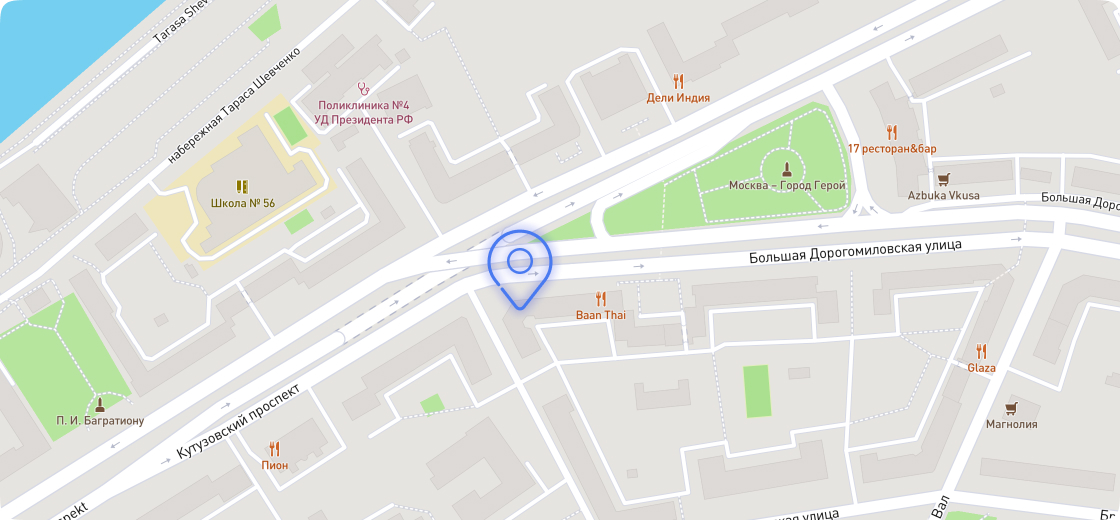 Tarasa Shev
набережная Тараса Шевченко
Поликлиника №4
УД Президента РФ
Дели Индия
17 ресторан&бар
Школа № 56
Москва – Город Герой
Azbuka Vkusa
Большая Доро
Большая Дорогомиловская улица
Baan Thai
Glaza
П. И. Багратиону
Кутузовский проспект
Пион
Магнолия
spekt
ская улица
Вал